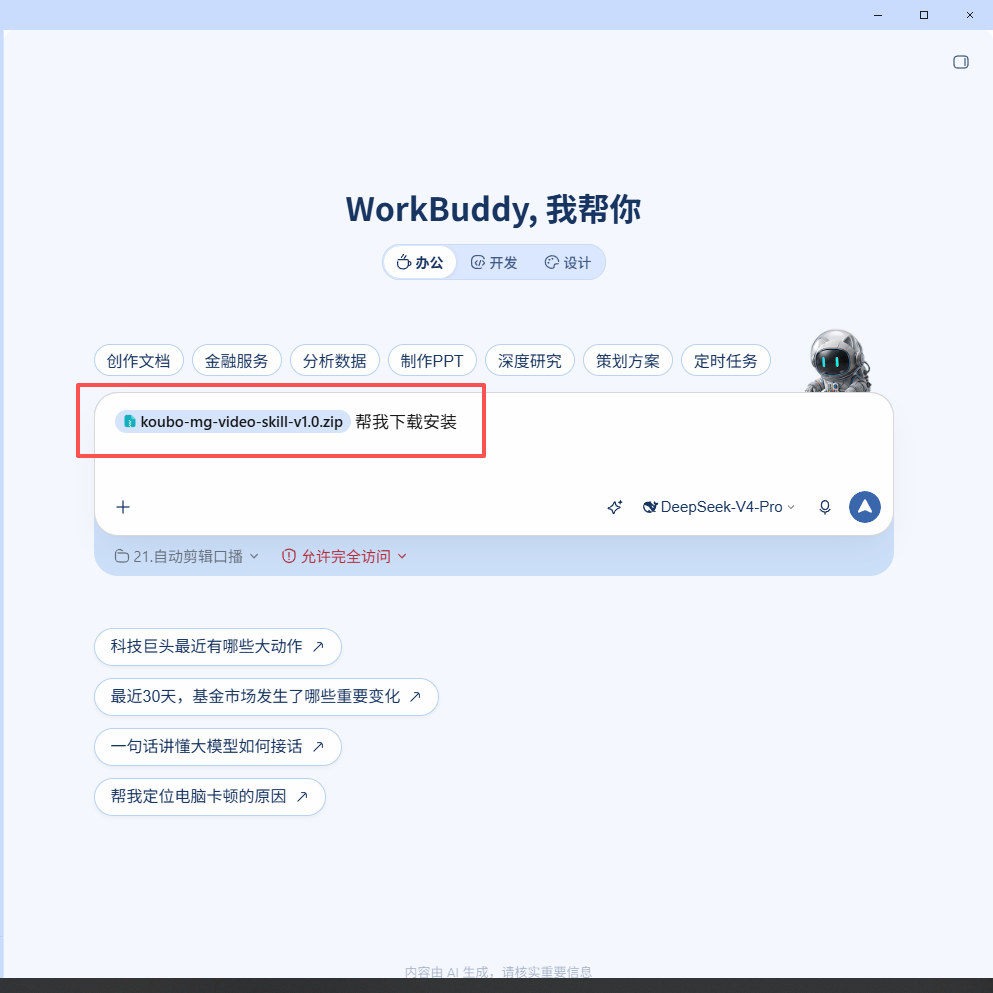 WorkBuddy, 我帮你
办公 开发 设计
创作文档 金融服务 分析数据 制作PPT 深度研究 策划方案 定时任务
koubo-mg-video-skill-v1.0.zip 帮我下载安装
DeepSeek-V4-Pro
21.自动剪辑口播 允许完全访问
科技巨头最近有哪些大动作
最近30天，基金市场发生了哪些重要变化
一句话讲懂大模型如何接话
帮我定位电脑卡顿的原因
内容由 AI 生成，请核实重要信息